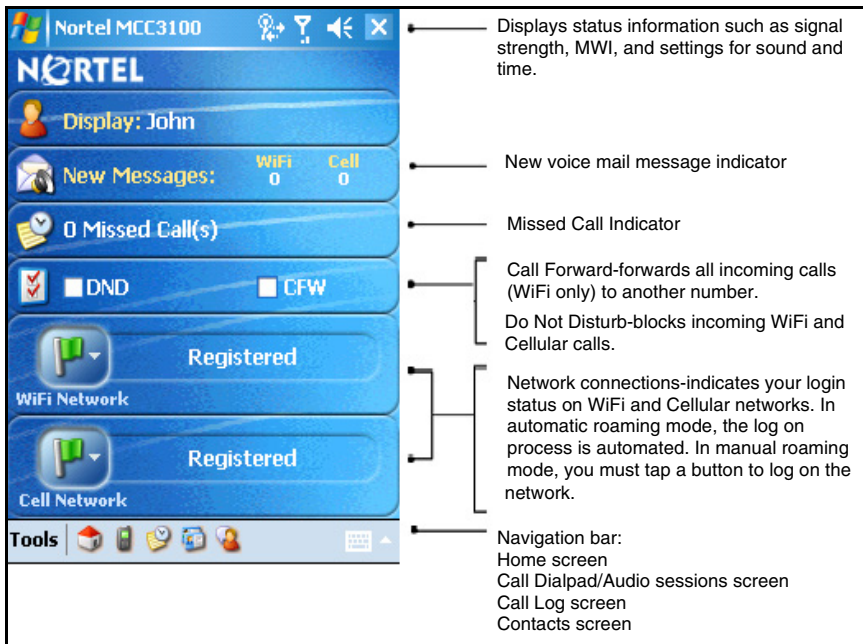 Nortel MCC3100
NORTEL
Display: John
New Messages:
WiFi Cell
0 0
0 Missed Call(s)
DND CFW
Registered
WiFi Network
Registered
Cell Network
Tools
Displays status information such as signal
strength, MWI, and settings for sound and
time.
New voice mail message indicator
Missed Call Indicator
Call Forward-forwards all incoming calls
(WiFi only) to another number.
Do Not Disturb-blocks incoming WiFi and
Cellular calls.
Network connections-indicates your login
status on WiFi and Cellular networks. In
automatic roaming mode, the log on
process is automated. In manual roaming
mode, you must tap a button to log on the
network.
Navigation bar:
Home screen
Call Dialpad/Audio sessions screen
Call Log screen
Contacts screen